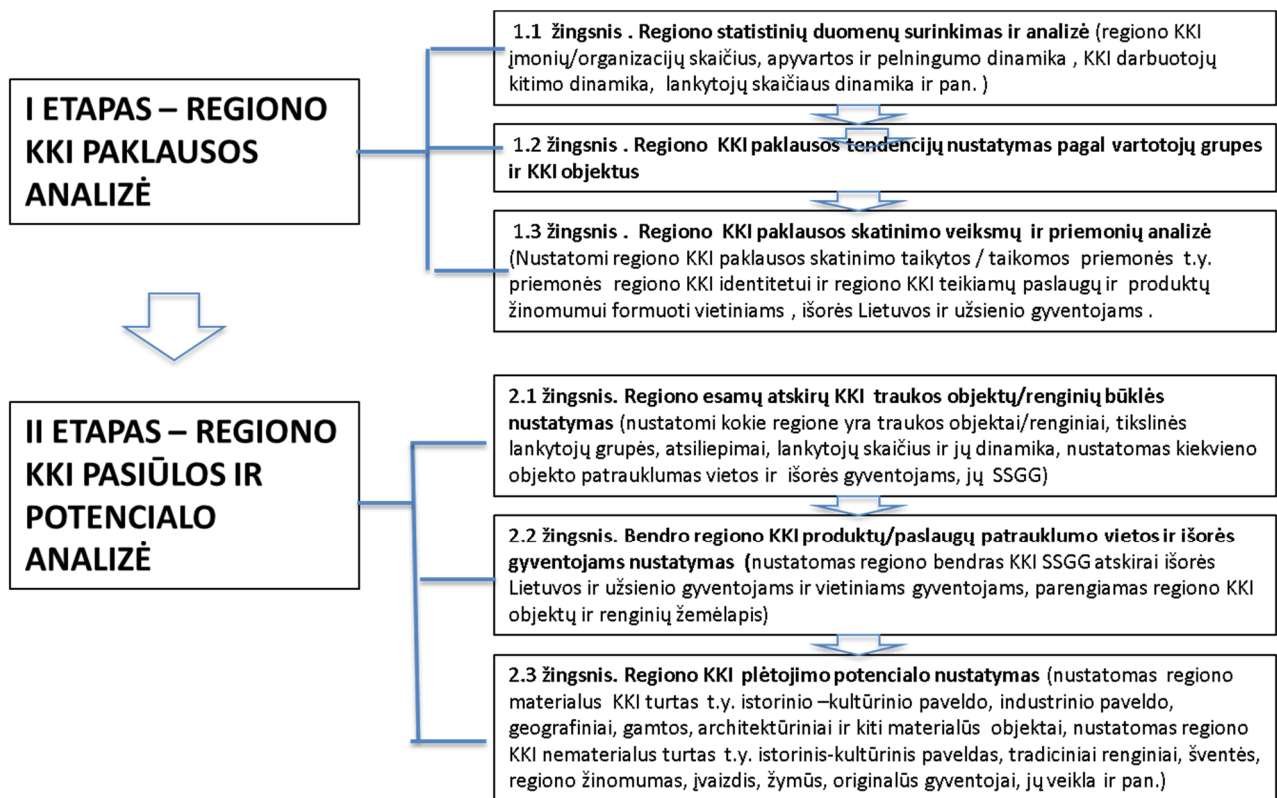 I ETAPAS – REGIONO
KKI PAKLAUSOS
ANALIZĖ
1.1 žingsnis . Regiono statistinių duomenų surinkimas ir analizė (regiono KKI
įmonių/organizacijų skaičius, apyvartos ir pelningumo dinamika , KKI darbuotojų
kitimo dinamika, lankytojų skaičiaus dinamika ir pan. )
1.2 žingsnis . Regiono KKI paklausos tendencijų nustatymas pagal vartotojų grupes
ir KKI objektus
1.3 žingsnis . Regiono KKI paklausos skatinimo veiksmų ir priemonių analizė
(Nustatomi regiono KKI paklausos skatinimo taikytos / taikomos priemonės t.y.
priemonės regiono KKI identitetui ir regiono KKI teikiamų paslaugų ir produktų
žinomumui formuoti vietiniams , išorės Lietuvos ir užsienio gyventojams .
II ETAPAS – REGIONO
KKI PASIŪLOS IR
POTENCIALO
ANALIZĖ
2.1 žingsnis. Regiono esamų atskirų KKI traukos objektų/renginių būklės
nustatymas (nustatomi kokie regione yra traukos objektai/renginiai, tikslinės
lankytojų grupės, atsiliepimai, lankytojų skaičius ir jų dinamika, nustatomas kiekvieno
objekto patrauklumas vietos ir išorės gyventojams, jų SSGG)
2.2 žingsnis. Bendro regiono KKI produktų/paslaugų patrauklumo vietos ir išorės
gyventojams nustatymas (nustatomas regiono bendras KKI SSGG atskirai išorės
Lietuvos ir užsienio gyventojams ir vietiniams gyventojams, parengiamas regiono KKI
objektų ir renginių žemėlapis)
2.3 žingsnis. Regiono KKI plėtojimo potencialo nustatymas (nustatomas regiono
materialus KKI turtas t.y. istorinio –kultūrinio paveldo, industrinio paveldo,
geografiniai, gamtos, architektūriniai ir kiti materialūs objektai, nustatomas regiono
KKI nematerialus turtas t.y. istorinis-kultūrinis paveldas, tradiciniai renginiai, šventės,
regiono žinomumas, įvaizdis, žymūs, originalūs gyventojai, jų veikla ir pan.)